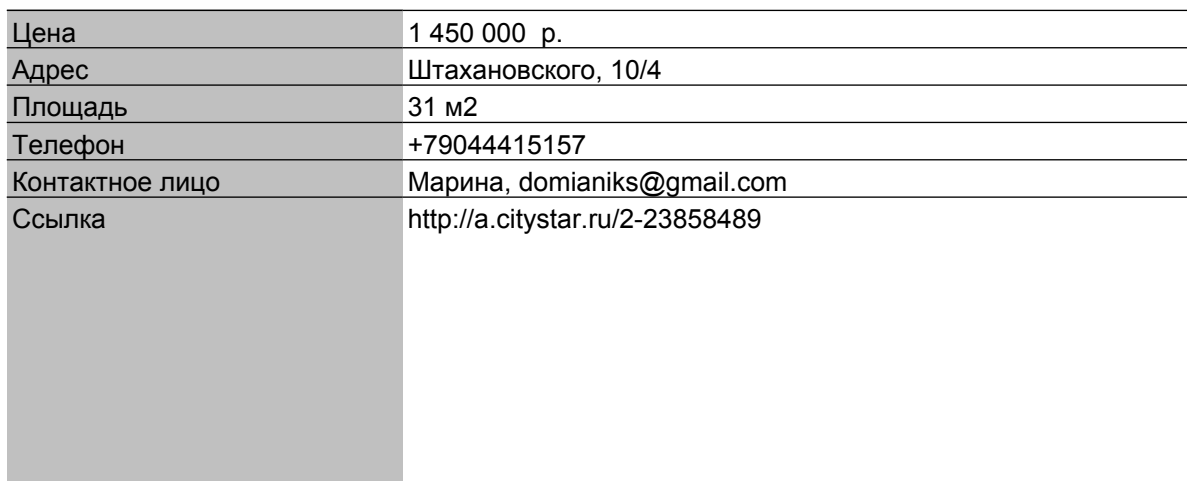 Цена 1 450 000 р.
Адрес Штахановского, 10/4
Площадь 31 м2
Телефон +79044415157
Контактное лицо Марина, domianiks@gmail.com
Ссылка http://a.citystar.ru/2-23858489